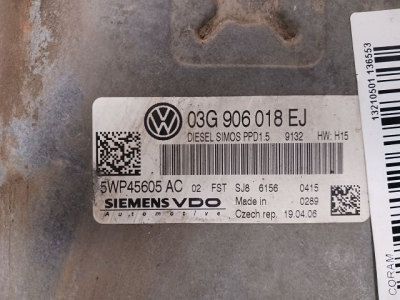 03G 906 018 EJ
DIESEL SIMOS PPD1.5 9132 HW: H15
5WP45605 AC 02 FST SJ8 6156 0415
SIEMENS VDO Made in 0289
Automotive Czech rep. 19.04.06
13210501 136553
CORAM